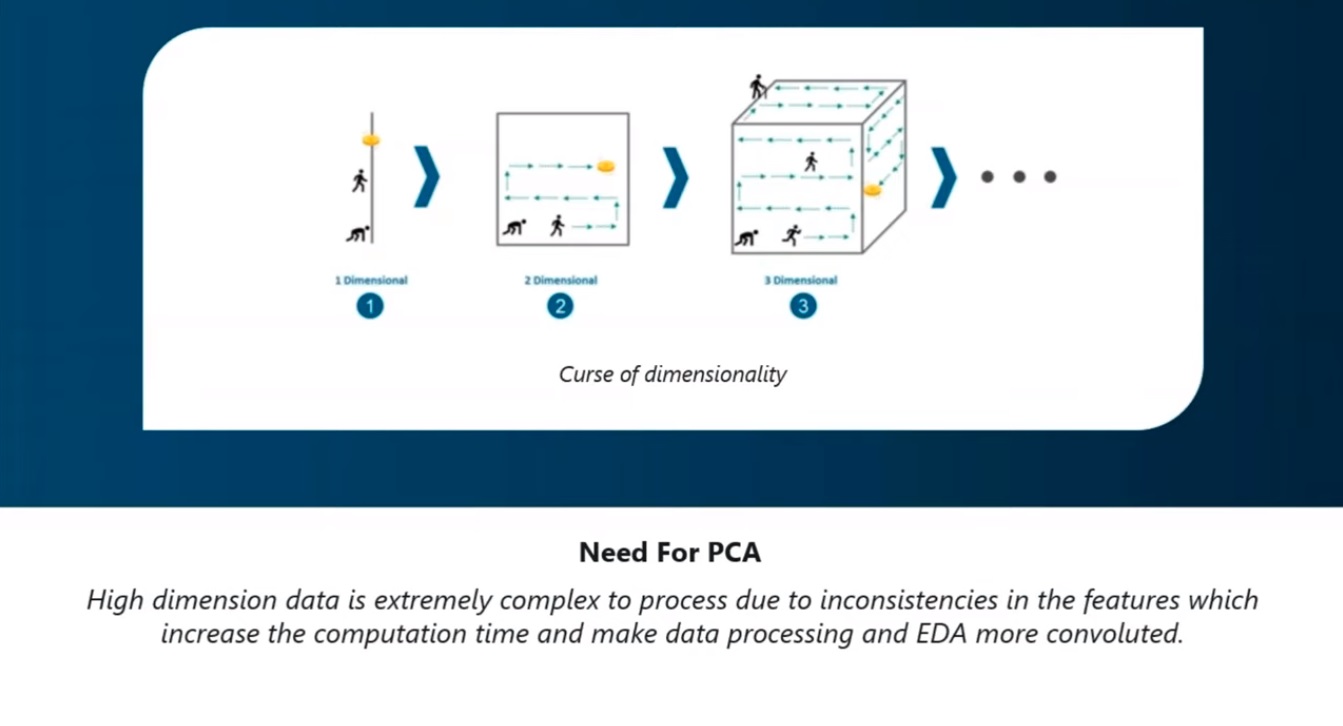 1 Dimensional
2 Dimensional
3 Dimensional
1
2
3
Curse of dimensionality
Need For PCA
High dimension data is extremely complex to process due to inconsistencies in the features which
increase the computation time and make data processing and EDA more convoluted.